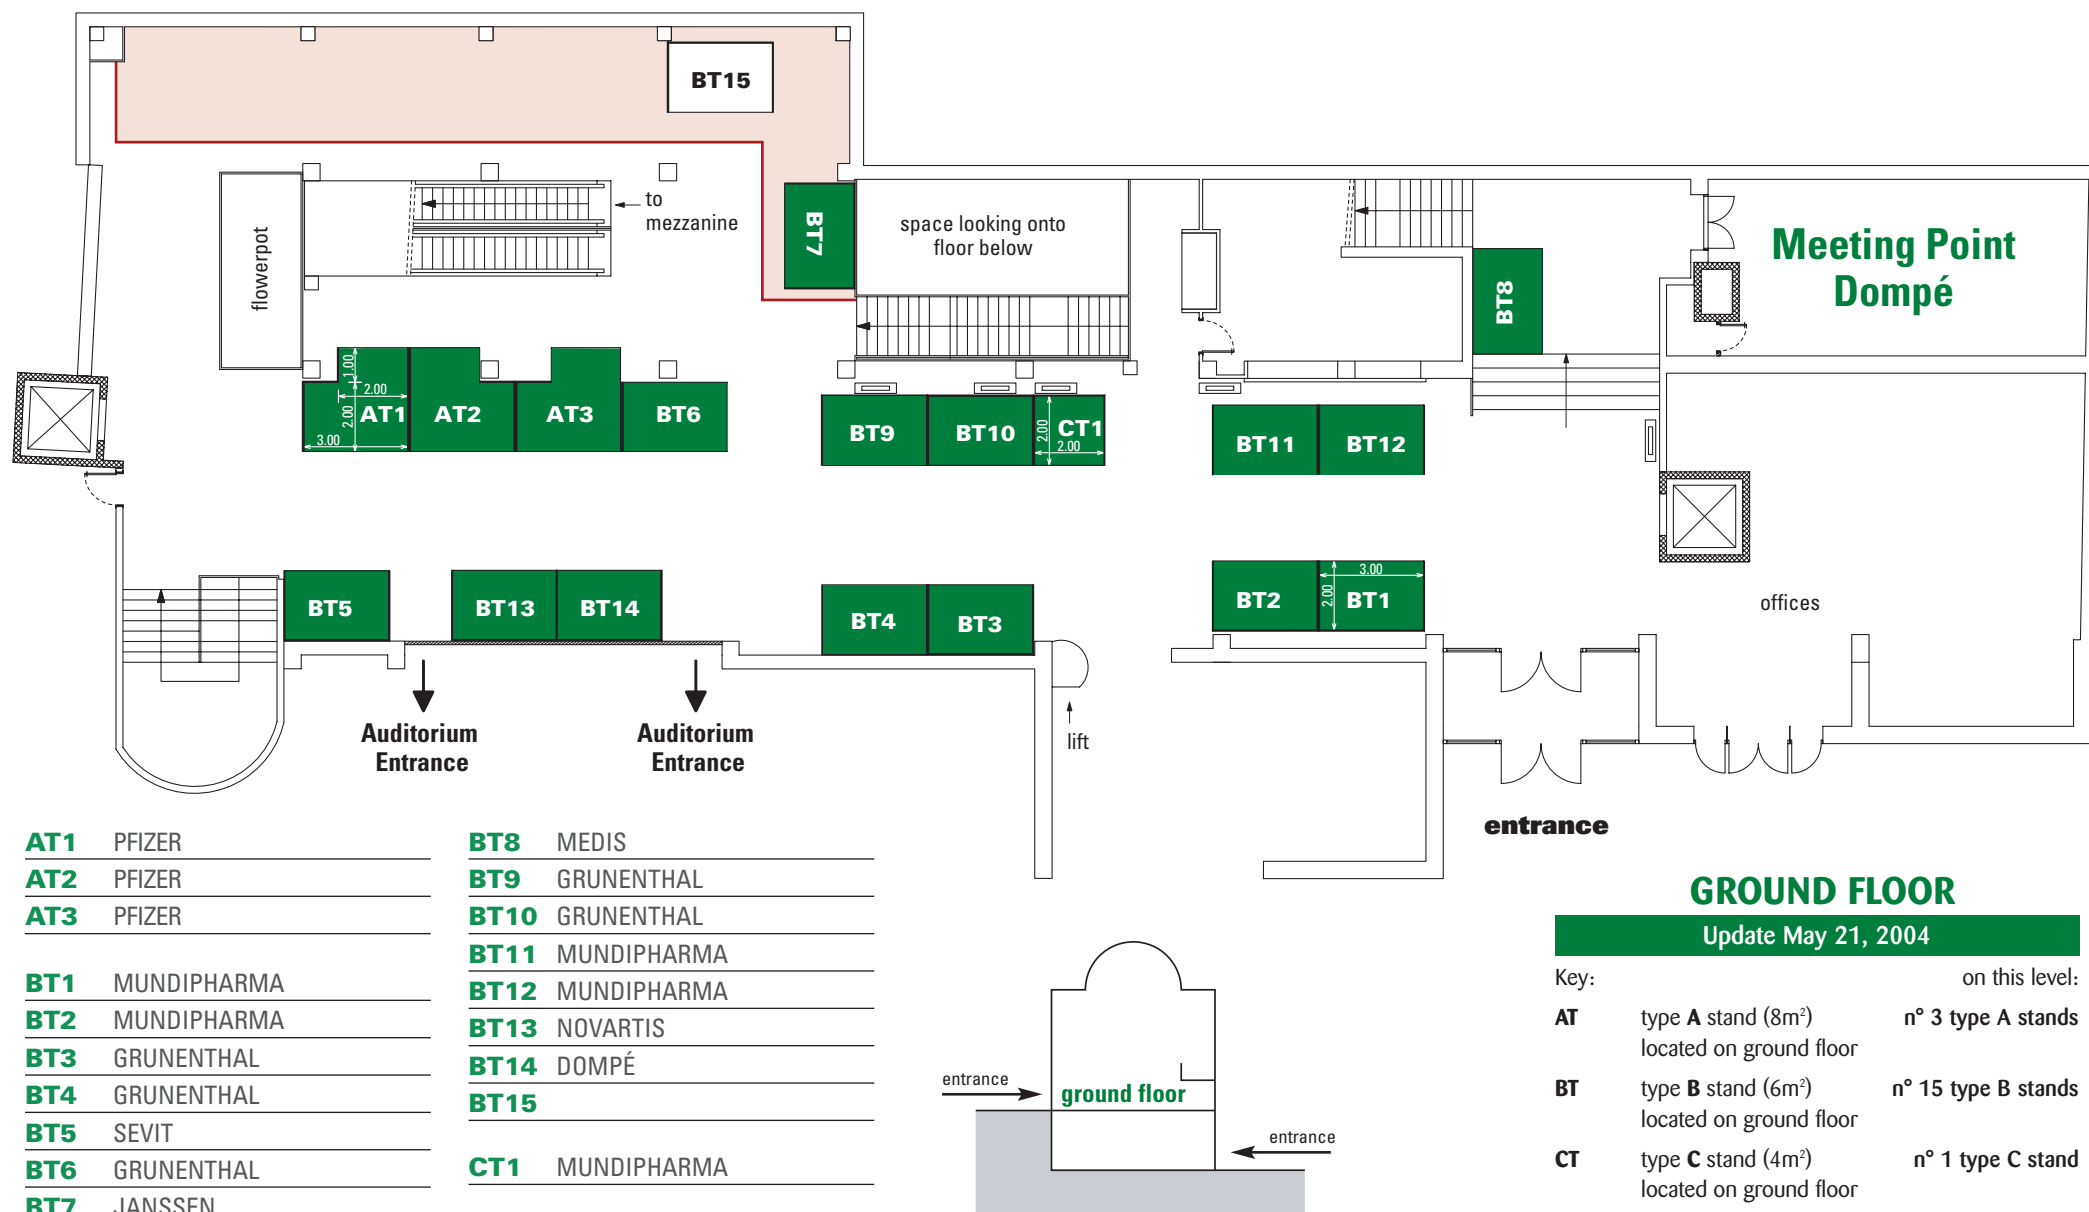 BT15
to
mezzanine
flowerpot
BT7
space looking onto
floor below
BT8
Meeting Point
Dompé
1.00
2.00
2.00
3.00
AT1
AT2
AT3
BT6
BT9
BT10
2.00
CT1
2.00
BT11
BT12
BT5
BT13
BT14
BT4
BT3
BT2
3.00
2.00
BT1
offices
Auditorium
Entrance
Auditorium
Entrance
lift
entrance
AT1 PFIZER
AT2 PFIZER
AT3 PFIZER
BT1 MUNDIPHARMA
BT2 MUNDIPHARMA
BT3 GRUNENTHAL
BT4 GRUNENTHAL
BT5 SEVIT
BT6 GRUNENTHAL
BT7 JANSSEN
BT8 MEDIS
BT9 GRUNENTHAL
BT10 GRUNENTHAL
BT11 MUNDIPHARMA
BT12 MUNDIPHARMA
BT13 NOVARTIS
BT14 DOMPÉ
BT15
CT1 MUNDIPHARMA
entrance
ground floor
entrance
GROUND FLOOR
Update May 21, 2004
Key: on this level:
AT type A stand (8m²) n° 3 type A stands
located on ground floor
BT type B stand (6m²) n° 15 type B stands
located on ground floor
CT type C stand (4m²) n° 1 type C stand
located on ground floor